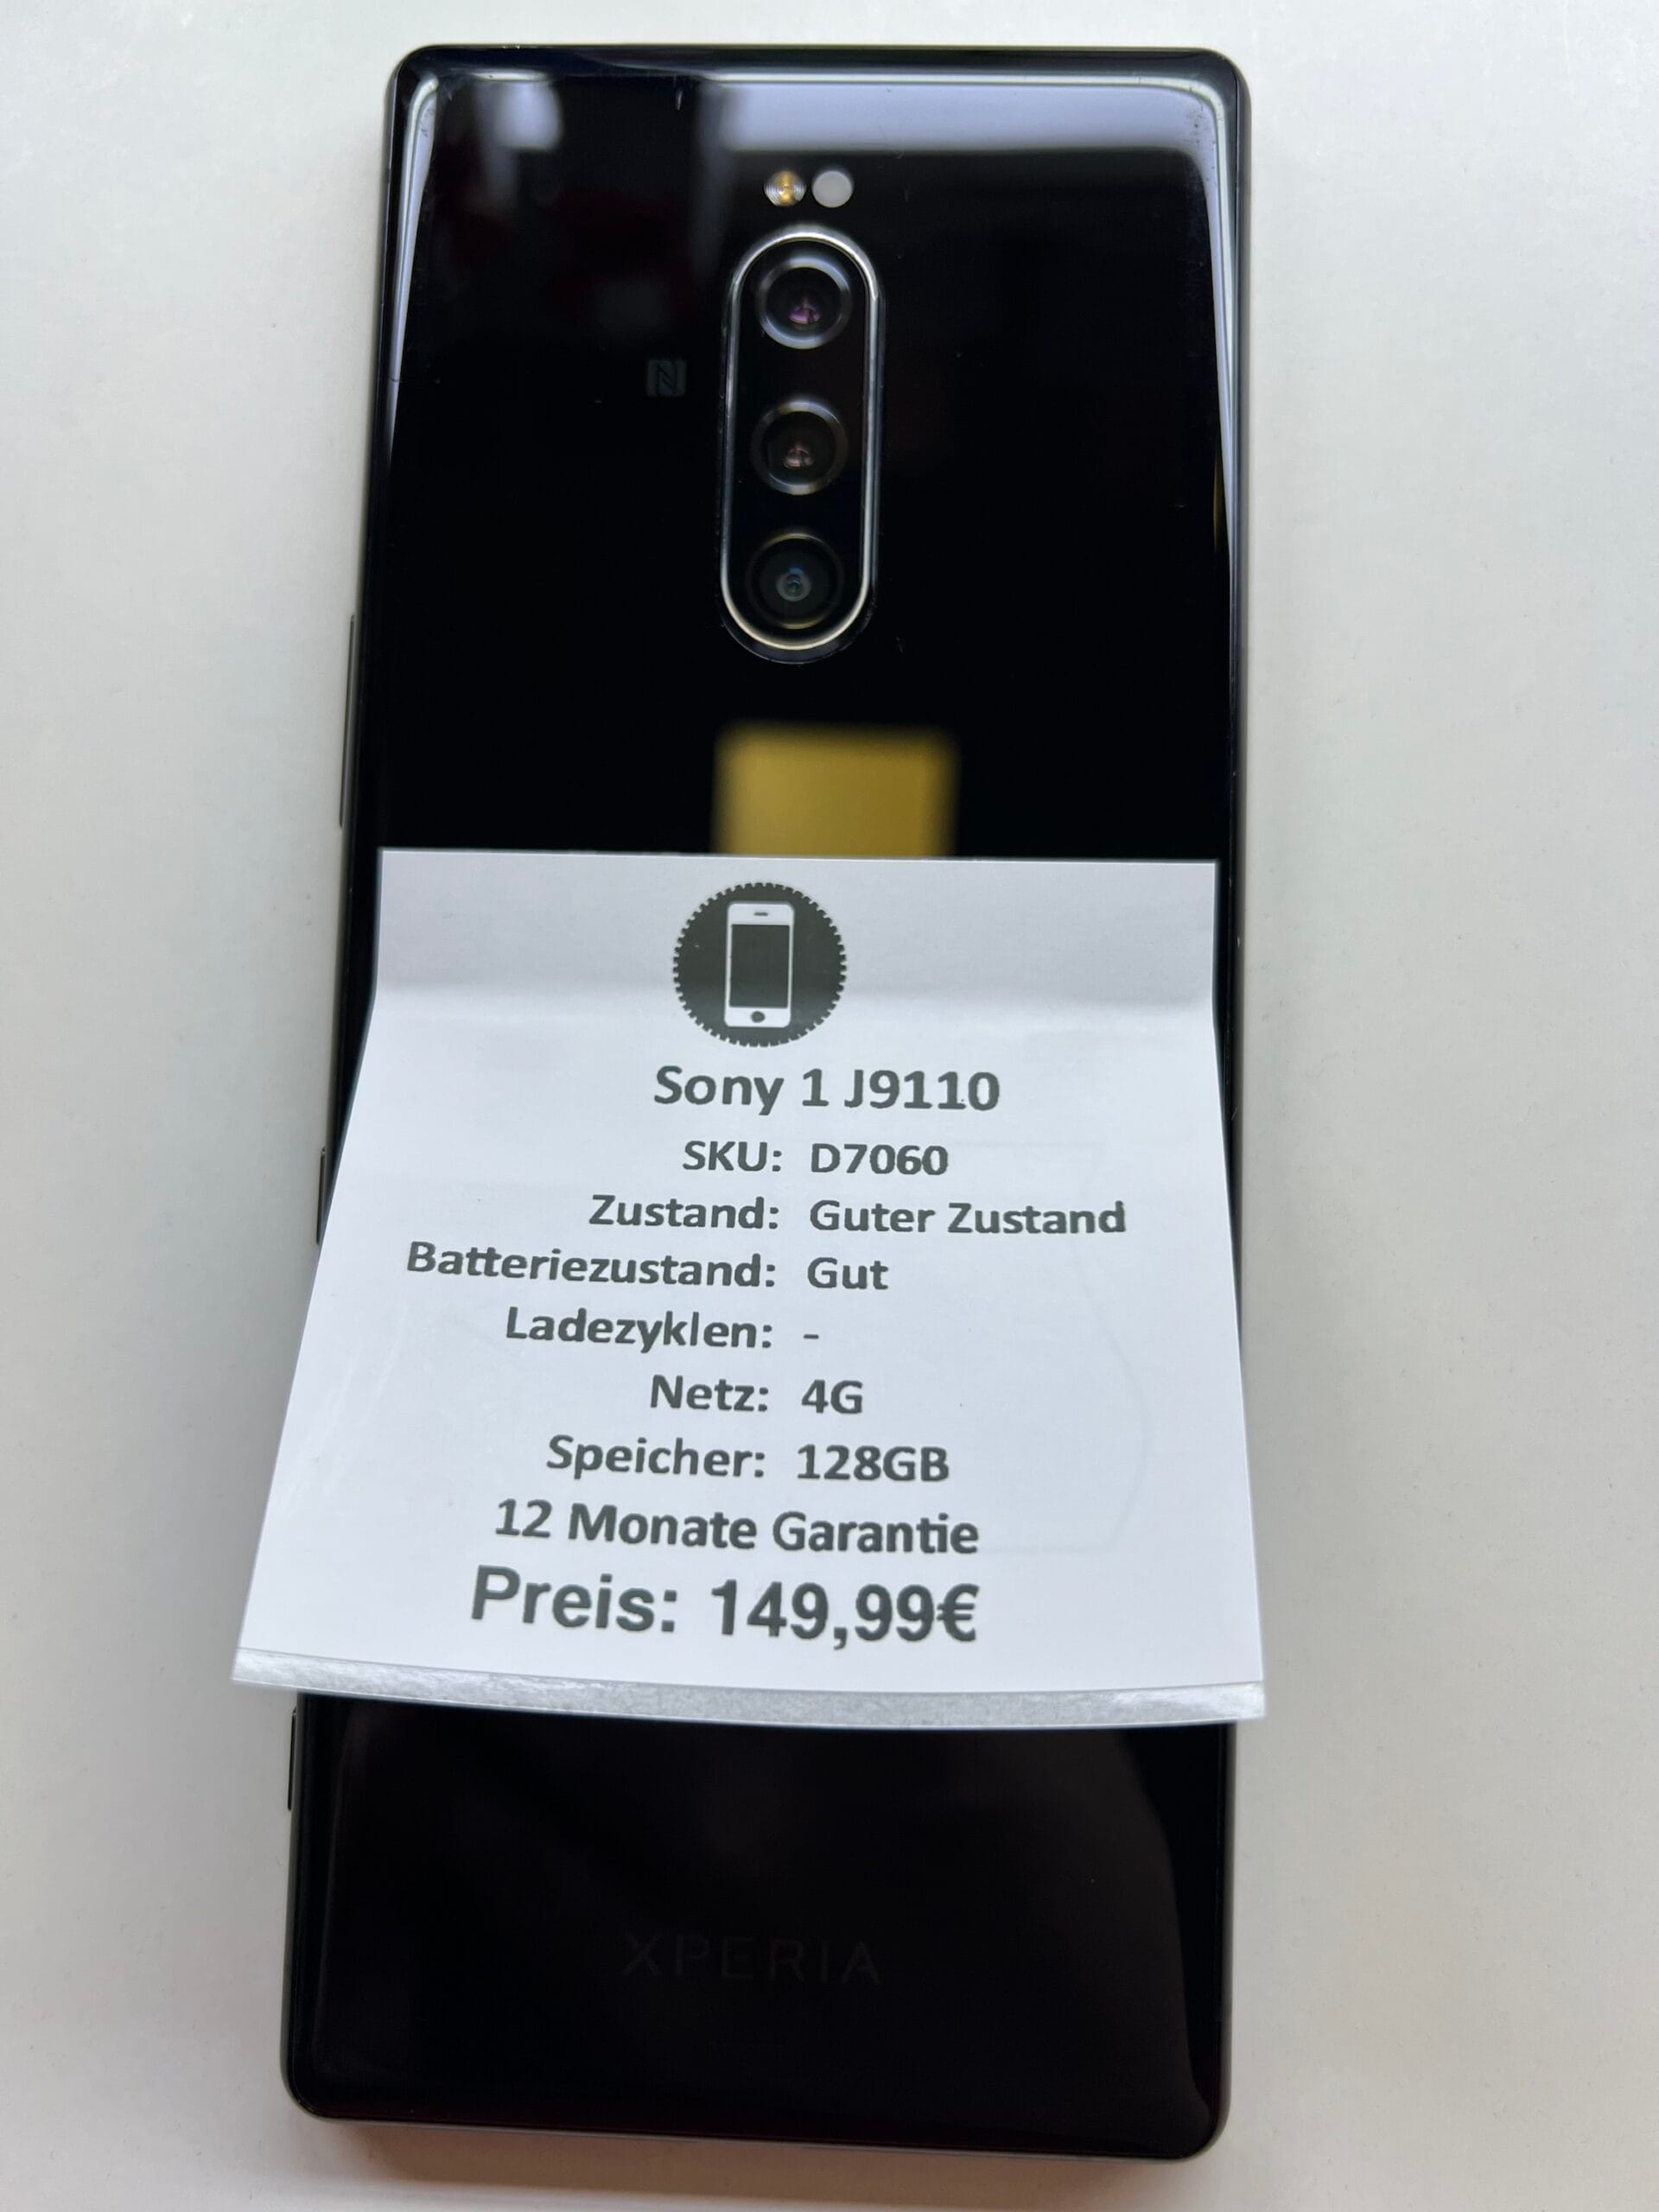 Sony 1 J9110
SKU: D7060
Zustand: Guter Zustand
Batteriezustand: Gut
Ladezyklen: -
Netz: 4G
Speicher: 128GB
12 Monate Garantie
Preis: 149,99€
XPERIA